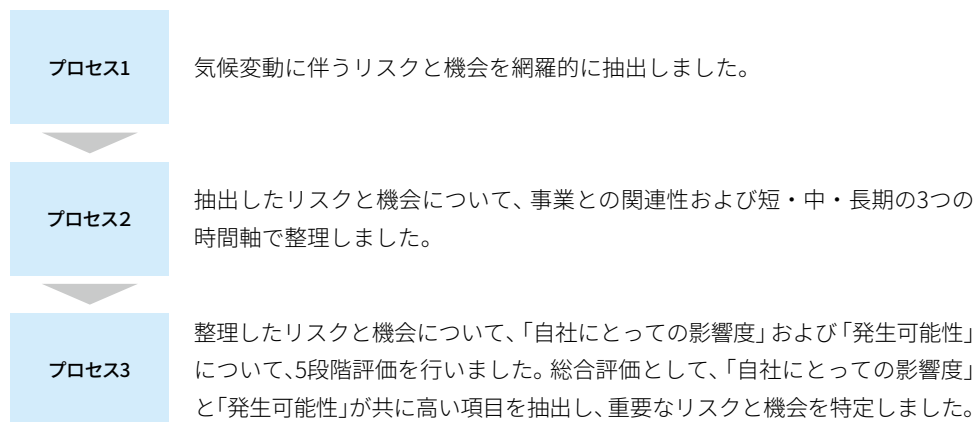 プロセス1
気候変動に伴うリスクと機会を網羅的に抽出しました。
プロセス2
抽出したリスクと機会について、事業との関連性および短・中・長期の3つの
時間軸で整理しました。
プロセス3
整理したリスクと機会について、「自社にとっての影響度」および「発生可能性」
について、5段階評価を行いました。総合評価として、「自社にとっての影響度」
と「発生可能性」が共に高い項目を抽出し、重要なリスクと機会を特定しました。